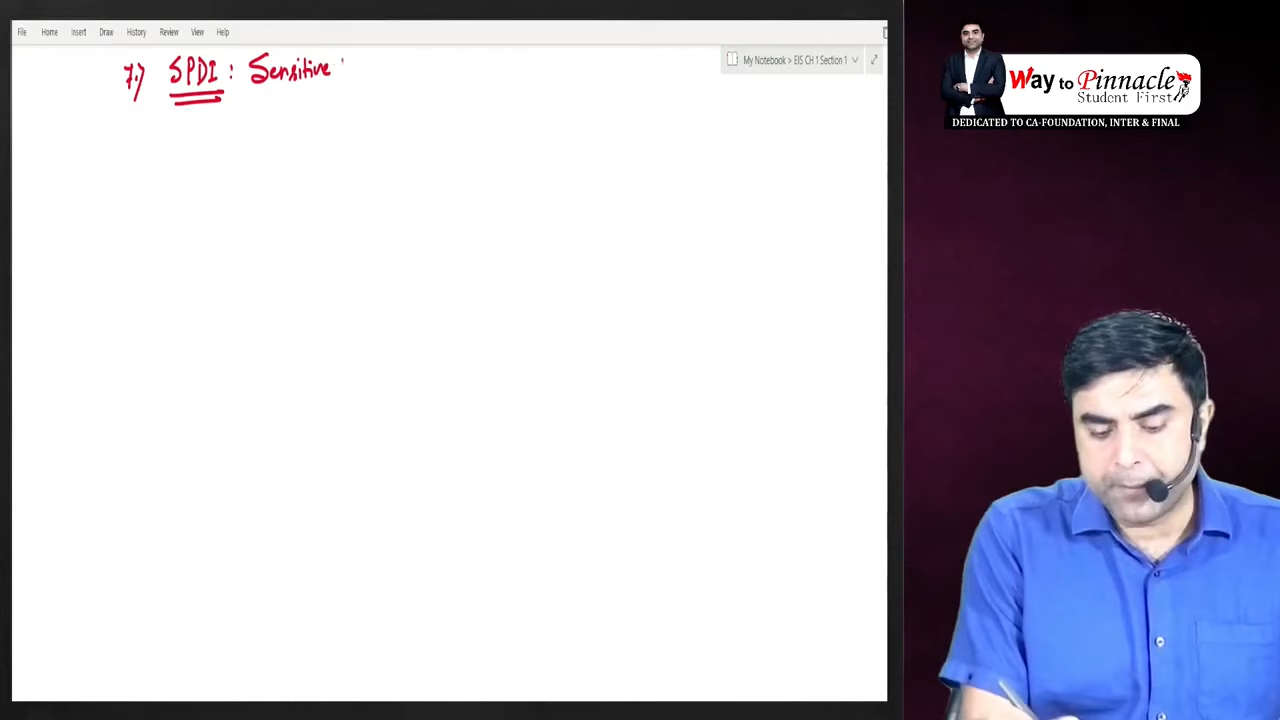 File Home Insert Draw History Review View Help
My Notebook > EIS CH 1 Section 1
7.) SPDI : Sensitive
Way to Pinnacle
Student First
DEDICATED TO CA-FOUNDATION, INTER & FINAL